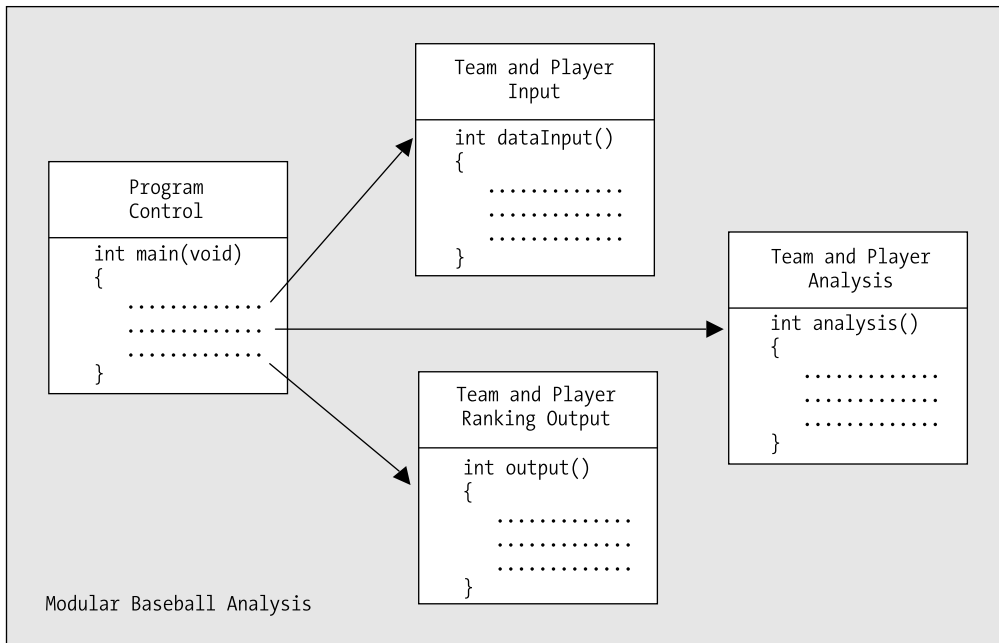 Program
Control
int main(void)
{
.............
.............
.............
}
Team and Player
Input
int dataInput()
{
.............
.............
.............
}
Team and Player
Analysis
int analysis()
{
.............
.............
.............
}
Team and Player
Ranking Output
int output()
{
.............
.............
.............
}
Modular Baseball Analysis